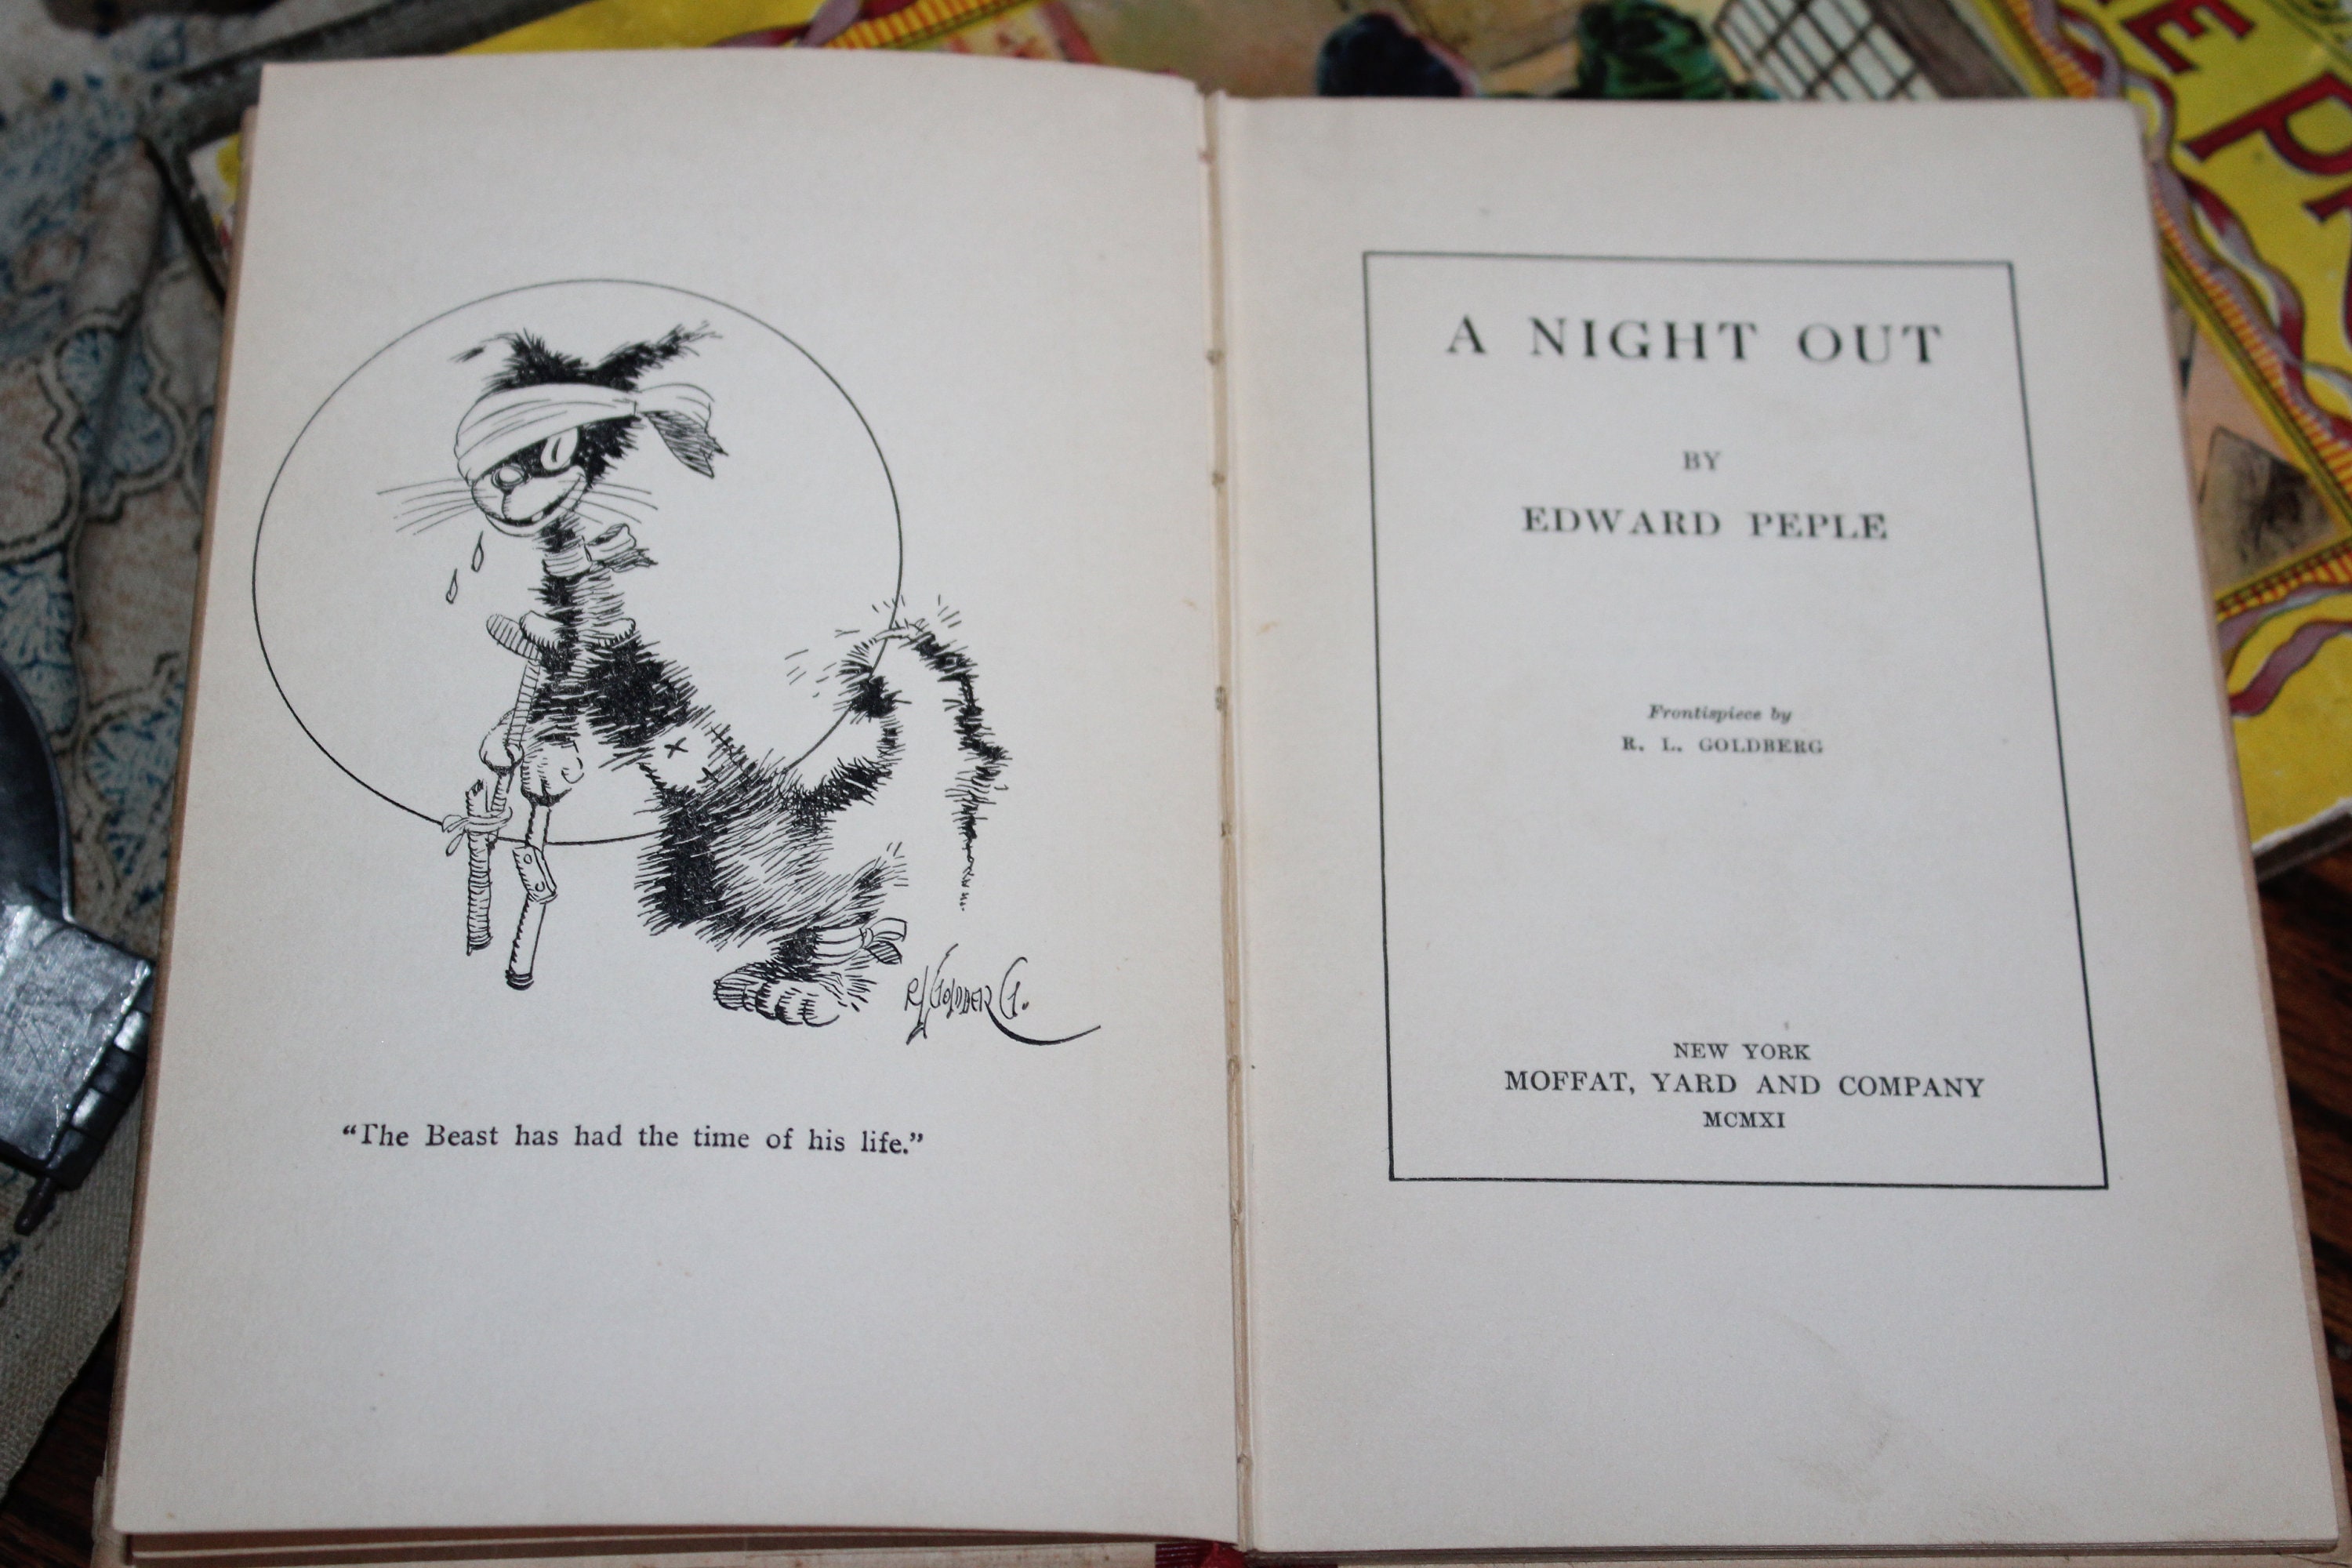 R. L. GOLDBERG.
"The Beast has had the time of his life."
A NIGHT OUT
BY
EDWARD PEPLE
Frontispiece by
R. L. GOLDBERG
NEW YORK
MOFFAT, YARD AND COMPANY
MCMXI